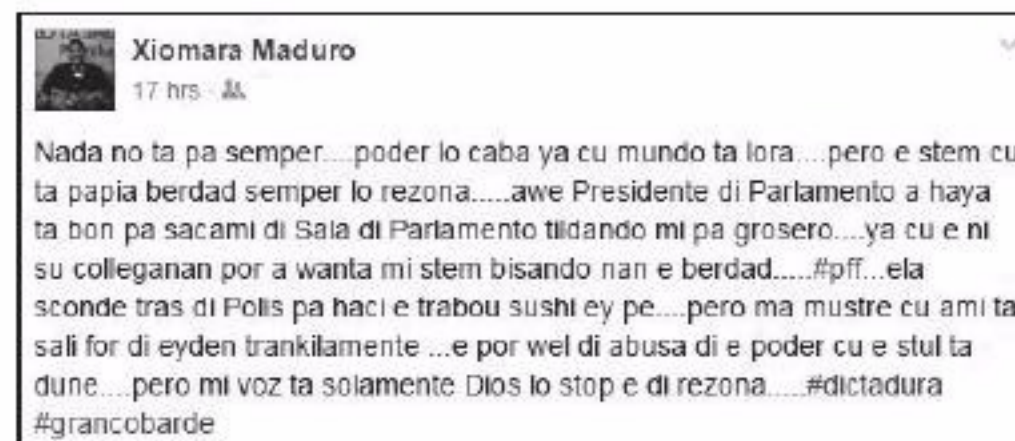 Xiomara Maduro
17 hrs
Nada no ta pa semper....poder lo caba ya cu mundo ta lora....pero e stem cu
ta papia berdad semper lo rezona.....awe Presidente di Parlamento a haya
ta bon pa sacami di Sala di Parlamento tildando mi pa grosero....ya cu e ni
su colleganan por a wanta mi stem bisando nan e berdad.....#pff...ela
sconde tras di Polis pa haci e trabou sushi ey pe....pero ma mustre cu ami ta
sali for di eyden trankilamente ...e por wel di abusa di e poder cu e stul ta
dune....pero mi voz ta solamente Dios lo stop e di rezona.....#dictadura
#grancobarde